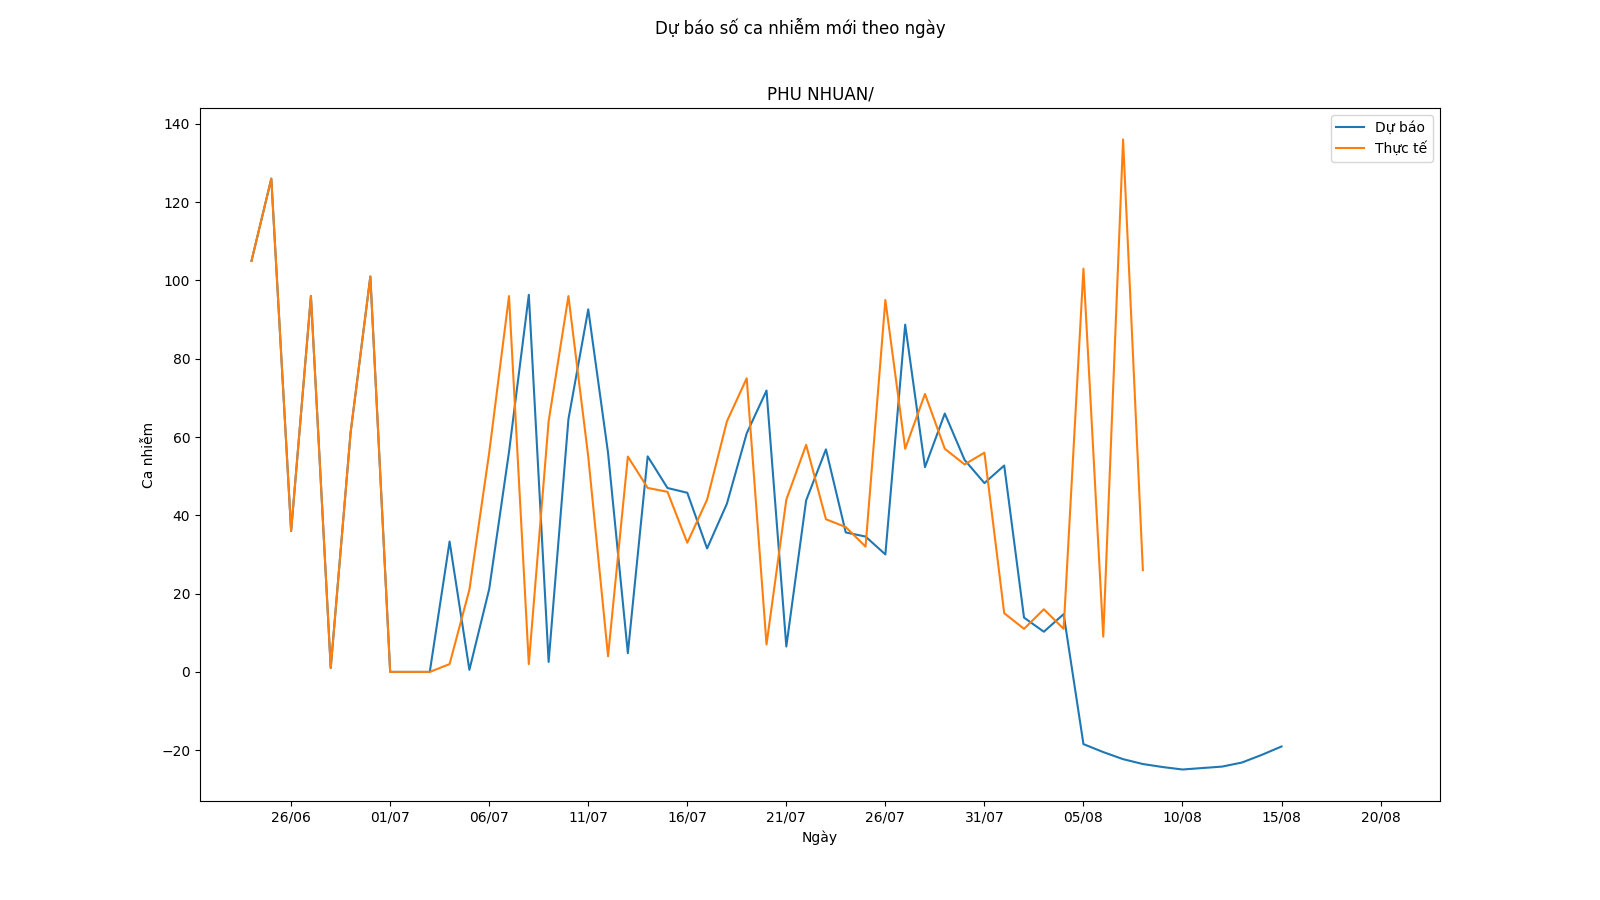 Dự báo số ca nhiễm mới theo ngày
PHU NHUAN/
Dự báo
Thực tế
140
120
100
80
60
40
20
0
−20
Ca nhiễm
26/06 01/07 06/07 11/07 16/07 21/07 26/07 31/07 05/08 10/08 15/08 20/08
Ngày